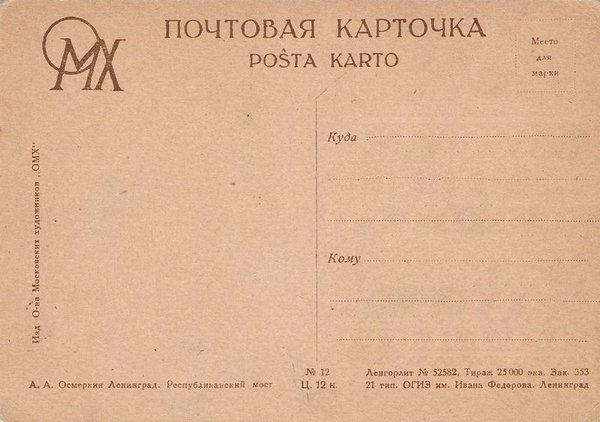 ОМХ
ПОЧТОВАЯ КАРТОЧКА
POŜTA KARTO
Место
для
марки
Изд. О-ва Московских художников „ОМХ"
Куда
Кому
№ 12
Ц. 12 к.
А. А. Осмеркин Ленинград. Республиканский мост
Ленгорлит № 52582, Тираж 25 000 экз. Зак. 353
21 тип. ОГИЗ им. Ивана Федорова. Ленинград